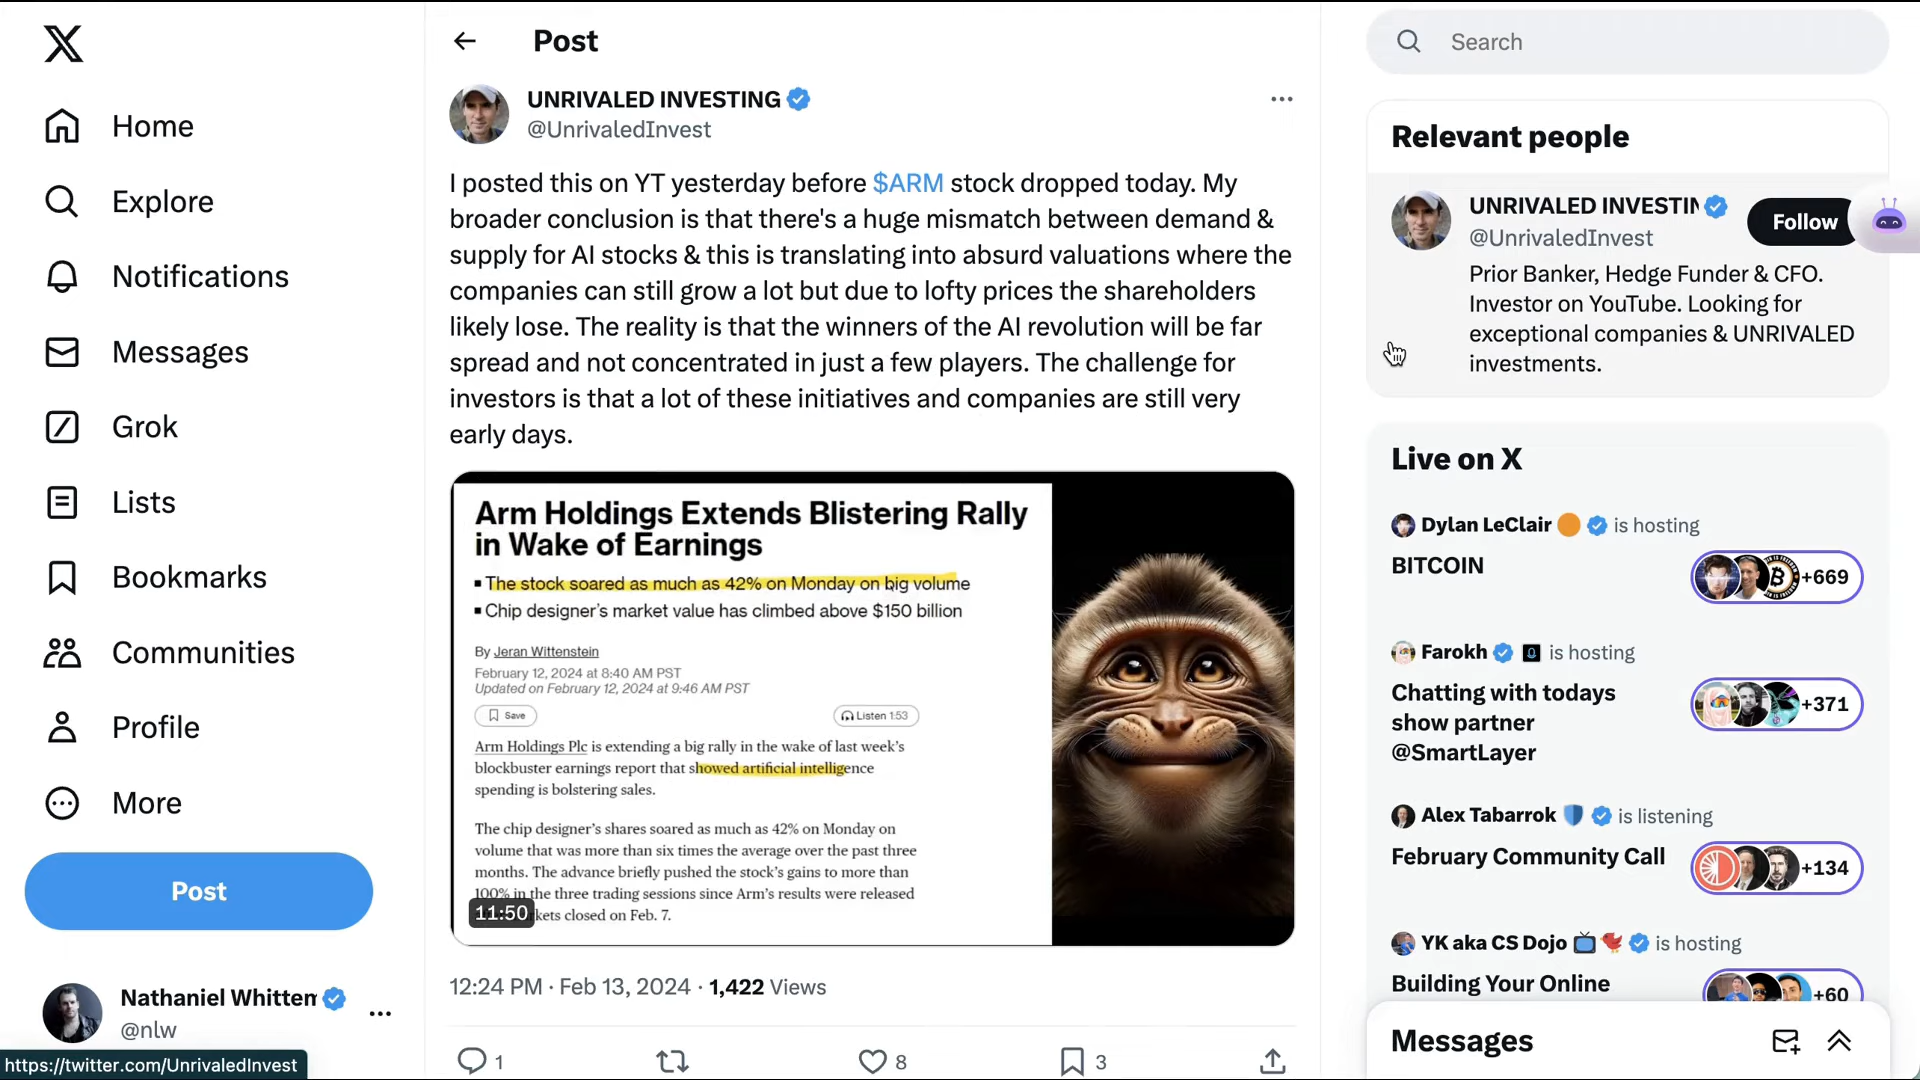 Home
Explore
Notifications
Messages
Grok
Lists
Bookmarks
Communities
Profile
More
Post
Nathaniel Whittem
@nlw
https://twitter.com/UnrivaledInvest
Post
UNRIVALED INVESTING
@UnrivaledInvest
I posted this on YT yesterday before $ARM stock dropped today. My
broader conclusion is that there's a huge mismatch between demand &
supply for AI stocks & this is translating into absurd valuations where the
companies can still grow a lot but due to lofty prices the shareholders
likely lose. The reality is that the winners of the AI revolution will be far
spread and not concentrated in just a few players. The challenge for
investors is that a lot of these initiatives and companies are still very
early days.
Arm Holdings Extends Blistering Rally
in Wake of Earnings
▪ The stock soared as much as 42% on Monday on big volume
▪ Chip designer's market value has climbed above $150 billion
By Jeran Wittenstein
February 12, 2024 at 8:40 AM PST
Updated on February 12, 2024 at 9:46 AM PST
Save
Listen 1:53
Arm Holdings Plc is extending a big rally in the wake of last week's
blockbuster earnings report that showed artificial intelligence
spending is bolstering sales.
The chip designer's shares soared as much as 42% on Monday on
volume that was more than six times the average over the past three
months. The advance briefly pushed the stock's gains to more than
100% in the three trading sessions since Arm's results were released
kets closed on Feb. 7.
11:50
12:24 PM · Feb 13, 2024 · 1,422 Views
1
8
3
Search
Relevant people
UNRIVALED INVESTIN
@UnrivaledInvest
Follow
Prior Banker, Hedge Funder & CFO.
Investor on YouTube. Looking for
exceptional companies & UNRIVALED
investments.
Live on X
Dylan LeClair is hosting
BITCOIN
+669
Farokh is hosting
Chatting with todays
show partner
@SmartLayer
+371
Alex Tabarrok is listening
February Community Call
+134
YK aka CS Dojo is hosting
Building Your Online
+60
Messages